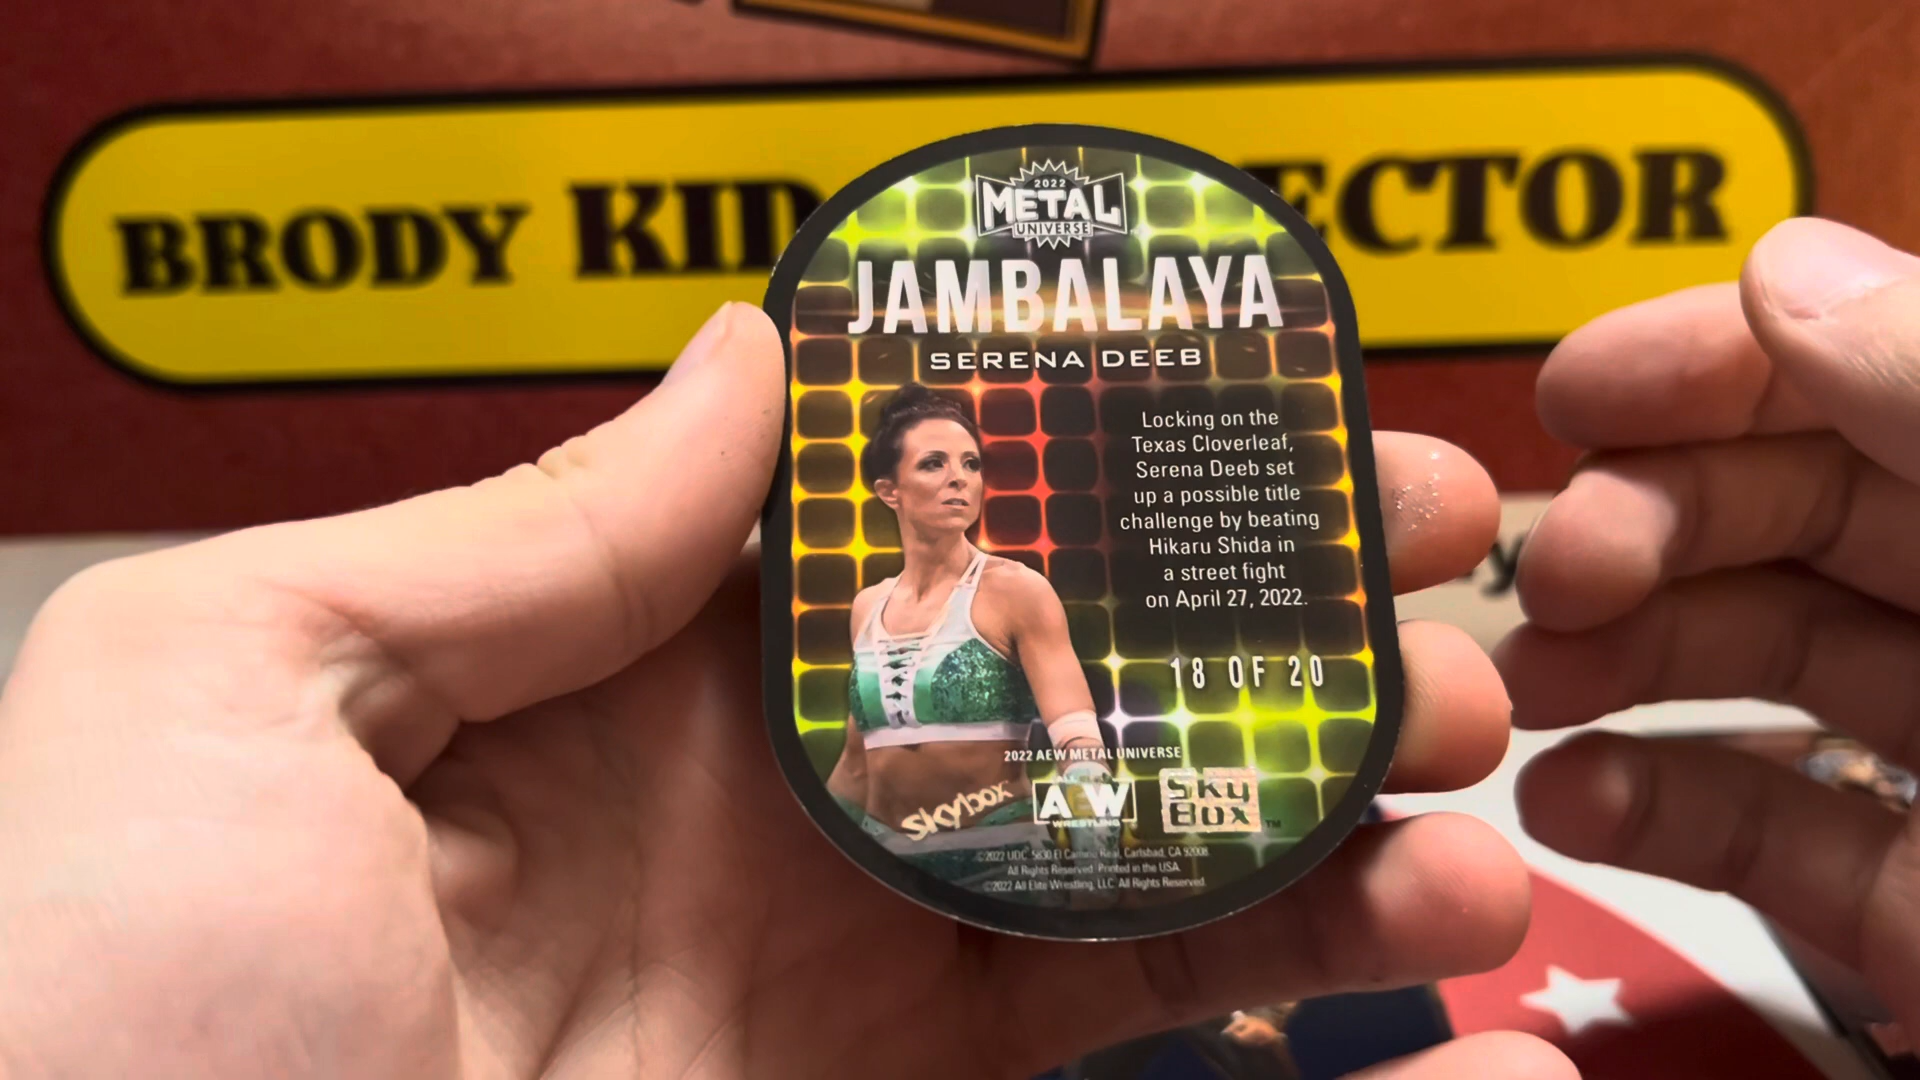 BRODY KID ECTOR
2022
METAL
UNIVERSE
JAMBALAYA
SERENA DEEB
Locking on the
Texas Cloverleaf,
Serena Deeb set
up a possible title
challenge by beating
Hikaru Shida in
a street fight
on April 27, 2022.
18 OF 20
2022 AEW METAL UNIVERSE
skybox
ALL
AEW
WRESTLING
Sky
Box
TM
©2022 UDC. 5830 El Camino Real, Carlsbad, CA 92008.
All Rights Reserved. Printed in the USA.
©2022 All Elite Wrestling, LLC. All Rights Reserved.